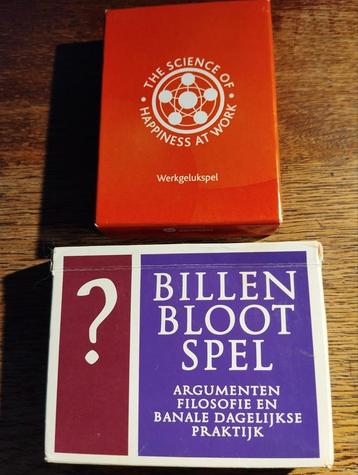 THE SCIENCE OF
HAPPINESS AT WORK
Werkgelukspel
?
BILLEN
BLOOT
SPEL
ARGUMENTEN
FILOSOFIE EN
BANALE DAGELIJKSE
PRAKTIJK